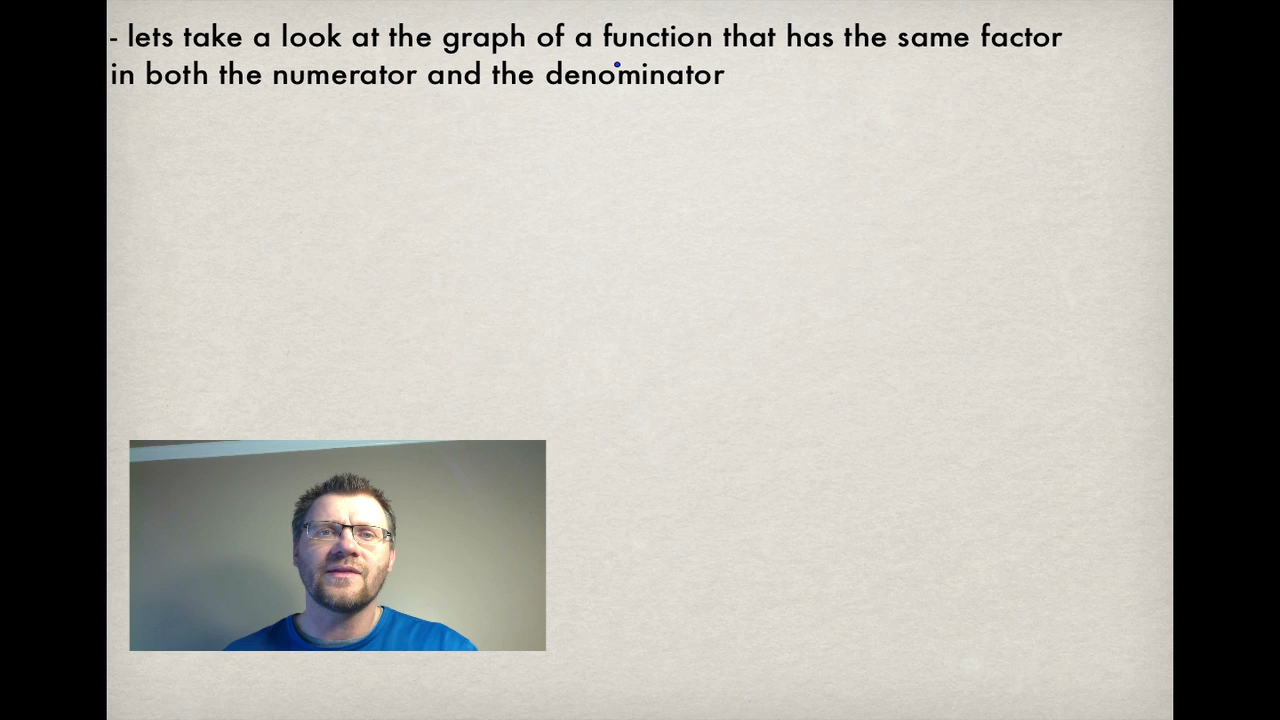 - lets take a look at the graph of a function that has the same factor
in both the numerator and the denominator